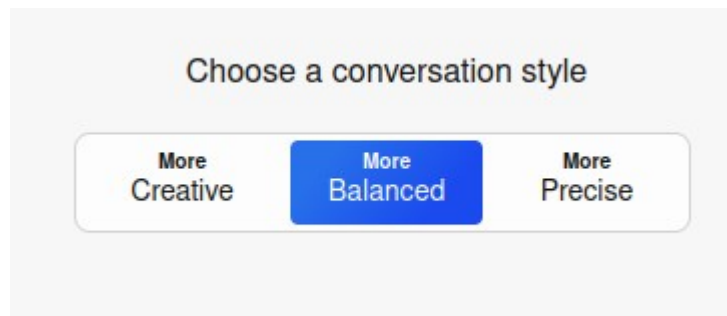 Choose a conversation style
More More More
Creative Balanced Precise